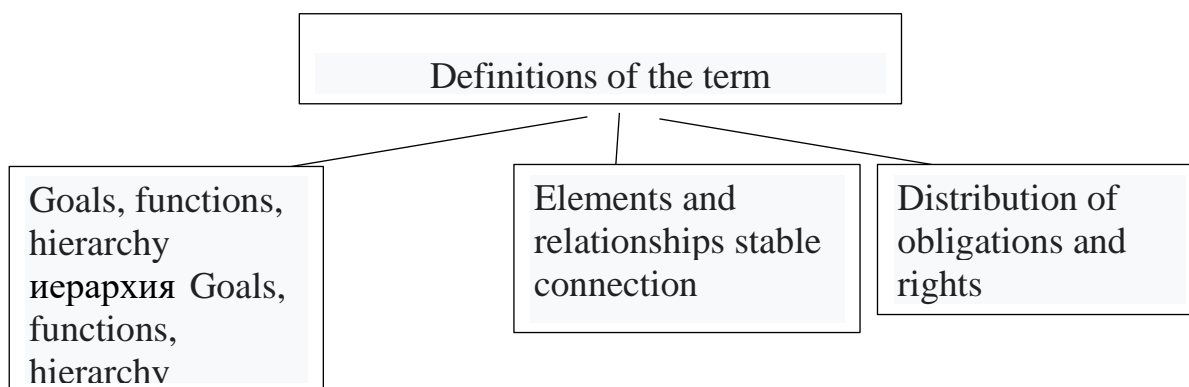 Definitions of the term
Goals, functions,
hierarchy
иерархия Goals,
functions,
hierarchy
Elements and
relationships stable
connection
Distribution of
obligations and
rights